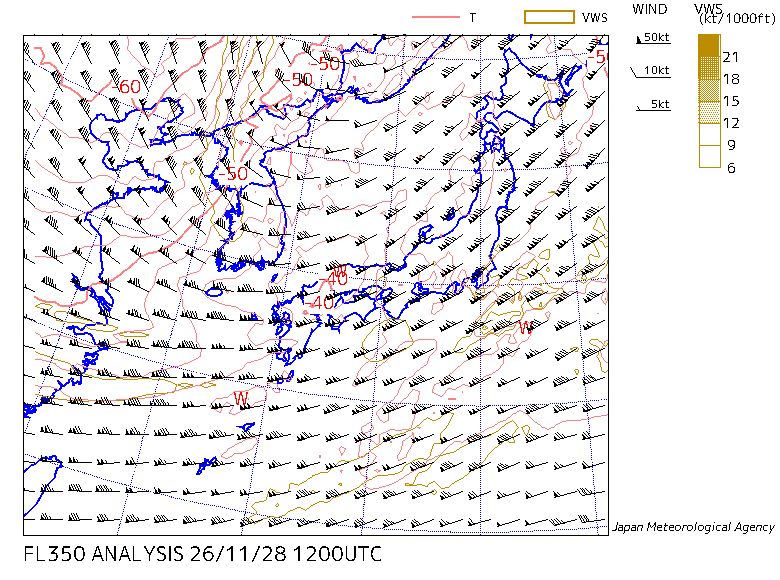 T VWS WIND VWS
(kt/1000ft)
50kt
10kt
5kt
21
18
15
12
9
6
-60
-50
-50
-50
-50
W
-40
-40
W
W
Japan Meteorological Agency
FL350 ANALYSIS 26/11/28 1200UTC